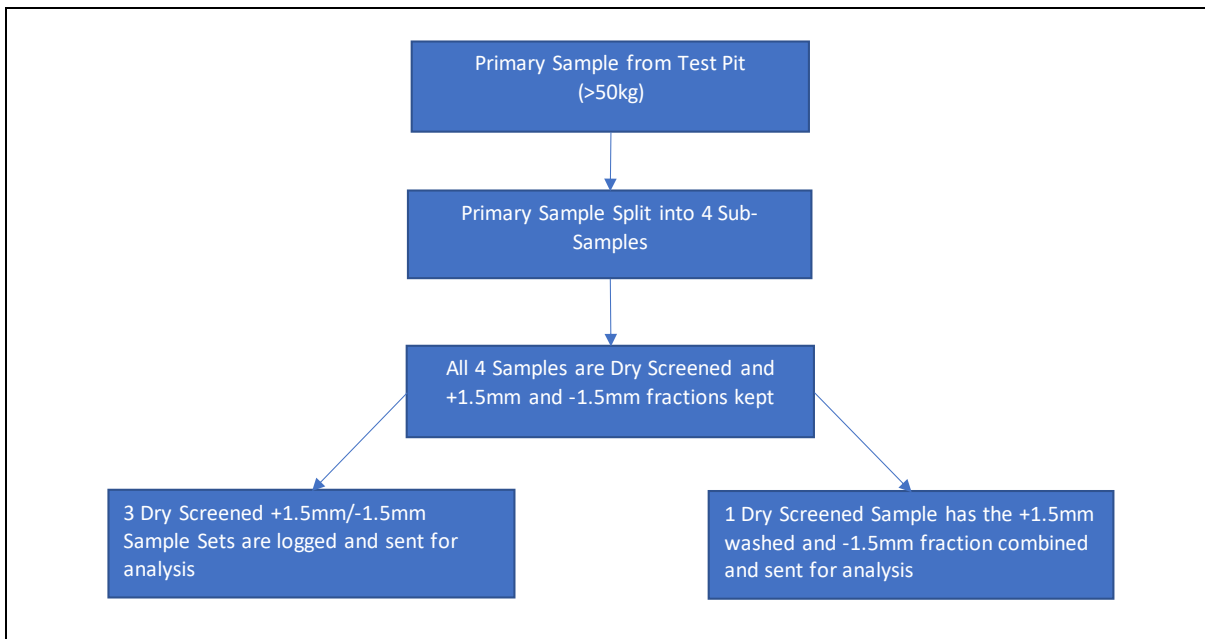 Primary Sample from Test Pit
(>50kg)
Primary Sample Split into 4 Sub-
Samples
All 4 Samples are Dry Screened and
+1.5mm and -1.5mm fractions kept
3 Dry Screened +1.5mm/-1.5mm
Sample Sets are logged and sent for
analysis
1 Dry Screened Sample has the +1.5mm
washed and -1.5mm fraction combined
and sent for analysis